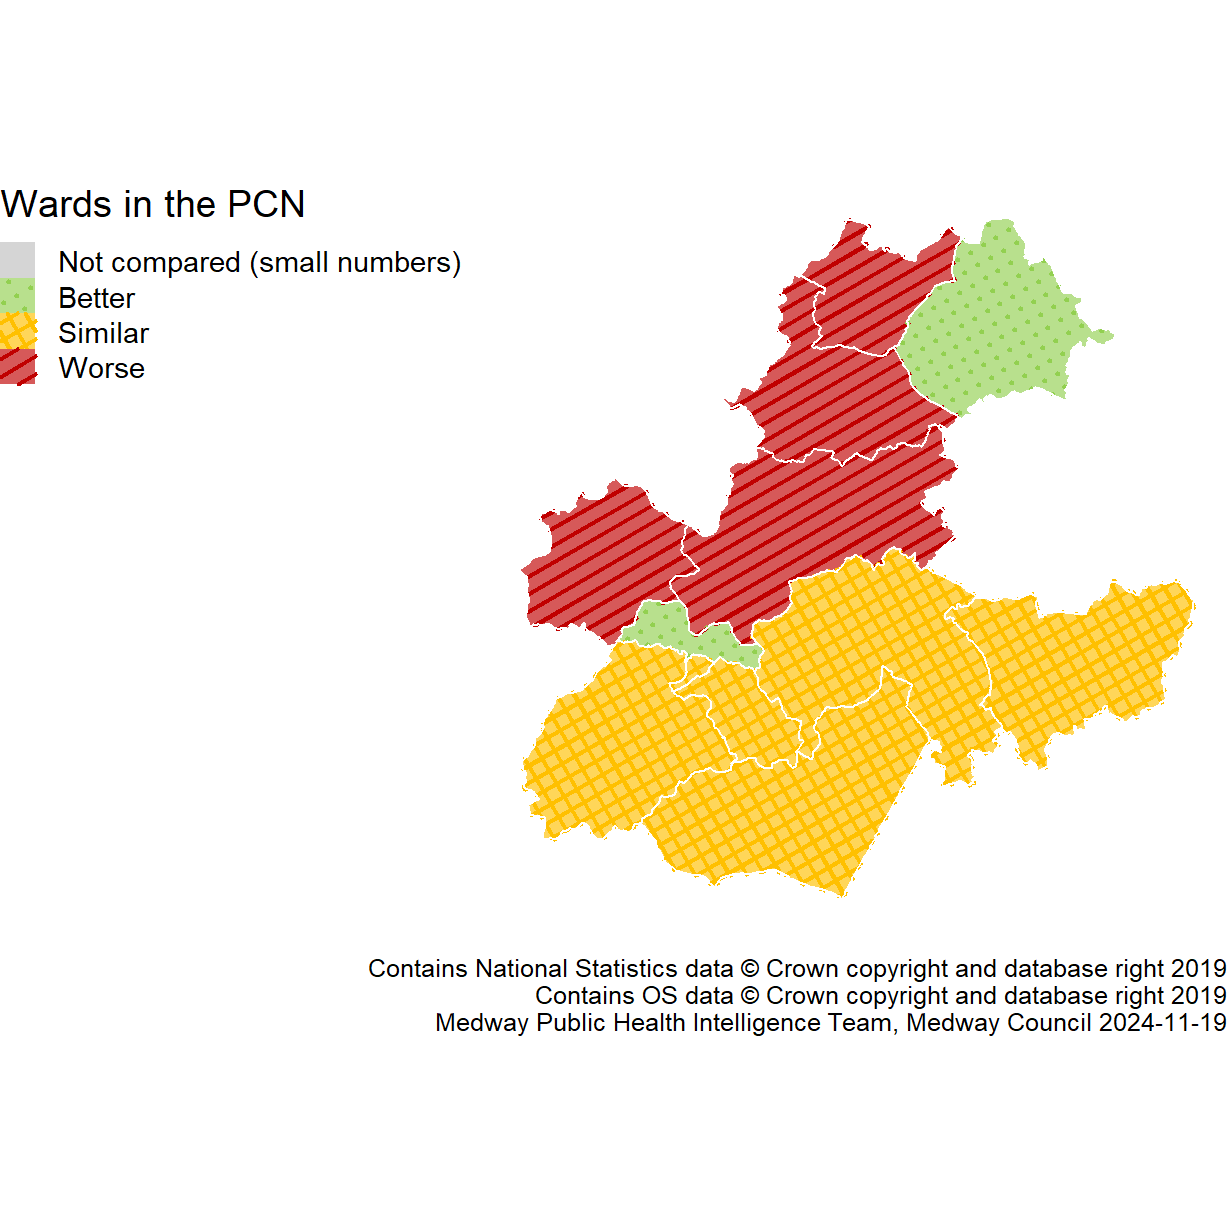 Wards in the PCN
Not compared (small numbers)
Better
Similar
Worse
Contains National Statistics data © Crown copyright and database right 2019
Contains OS data © Crown copyright and database right 2019
Medway Public Health Intelligence Team, Medway Council 2024-11-19